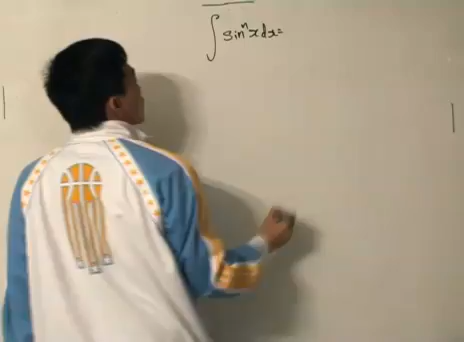 ∫ sinⁿx dx=